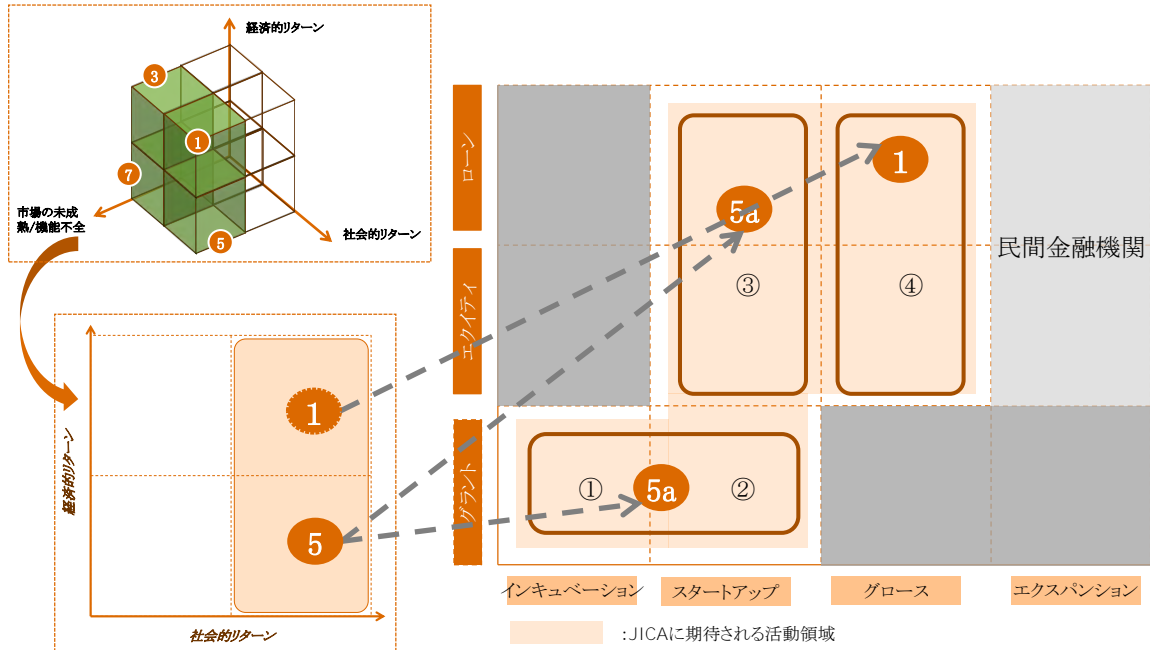 経済的リターン
3
1
7
市場の未成
熟/機能不全
社会的リターン
5
経済的リターン
1
5
社会的リターン
ローン
エクイティ
グラント
1
5a
民間金融機関
③
④
①
5a
②
インキュベーション
スタートアップ
グロース
エクスパンション
:JICAに期待される活動領域